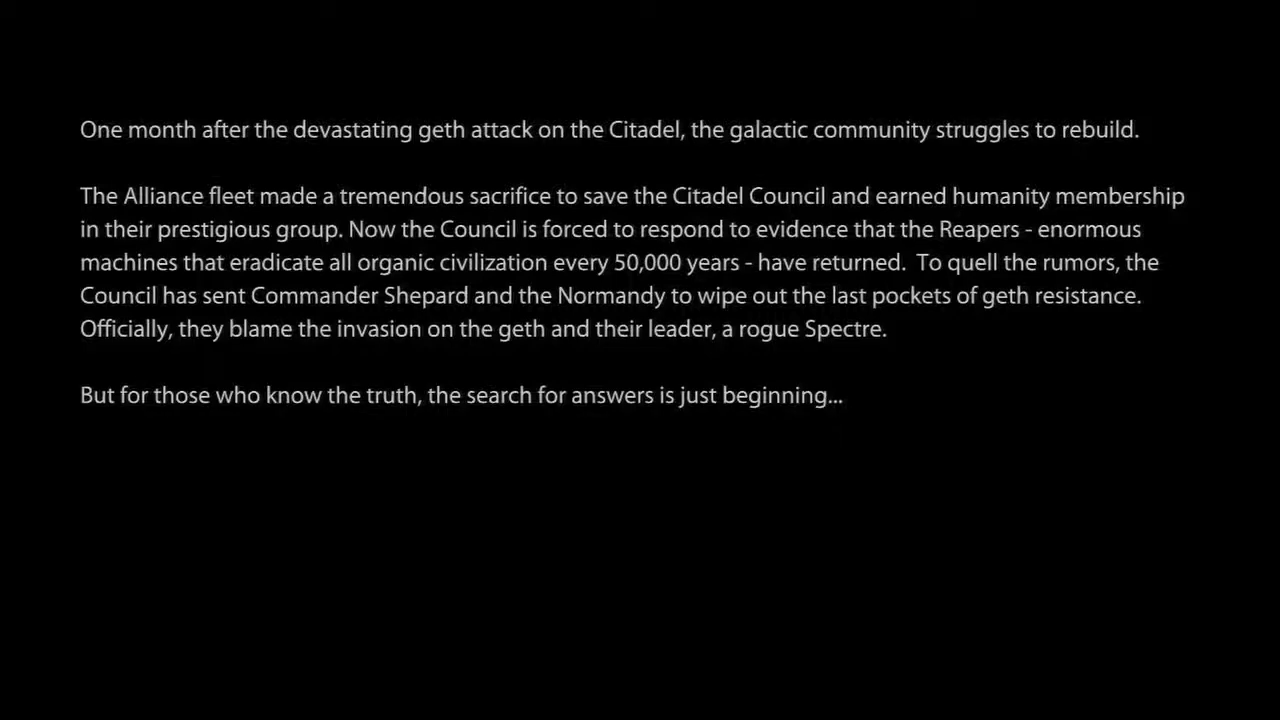 One month after the devastating geth attack on the Citadel, the galactic community struggles to rebuild.
The Alliance fleet made a tremendous sacrifice to save the Citadel Council and earned humanity membership
in their prestigious group. Now the Council is forced to respond to evidence that the Reapers - enormous
machines that eradicate all organic civilization every 50,000 years - have returned.  To quell the rumors, the
Council has sent Commander Shepard and the Normandy to wipe out the last pockets of geth resistance.
Officially, they blame the invasion on the geth and their leader, a rogue Spectre.
But for those who know the truth, the search for answers is just beginning...